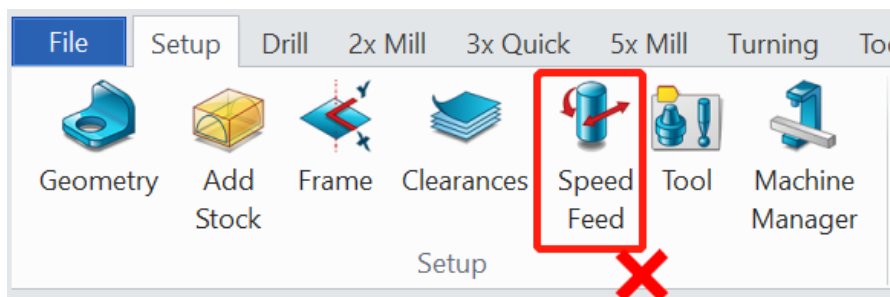 File Setup Drill 2x Mill 3x Quick 5x Mill Turning
Geometry Add Frame Clearances Speed Tool Machine
Stock Feed Manager
Setup